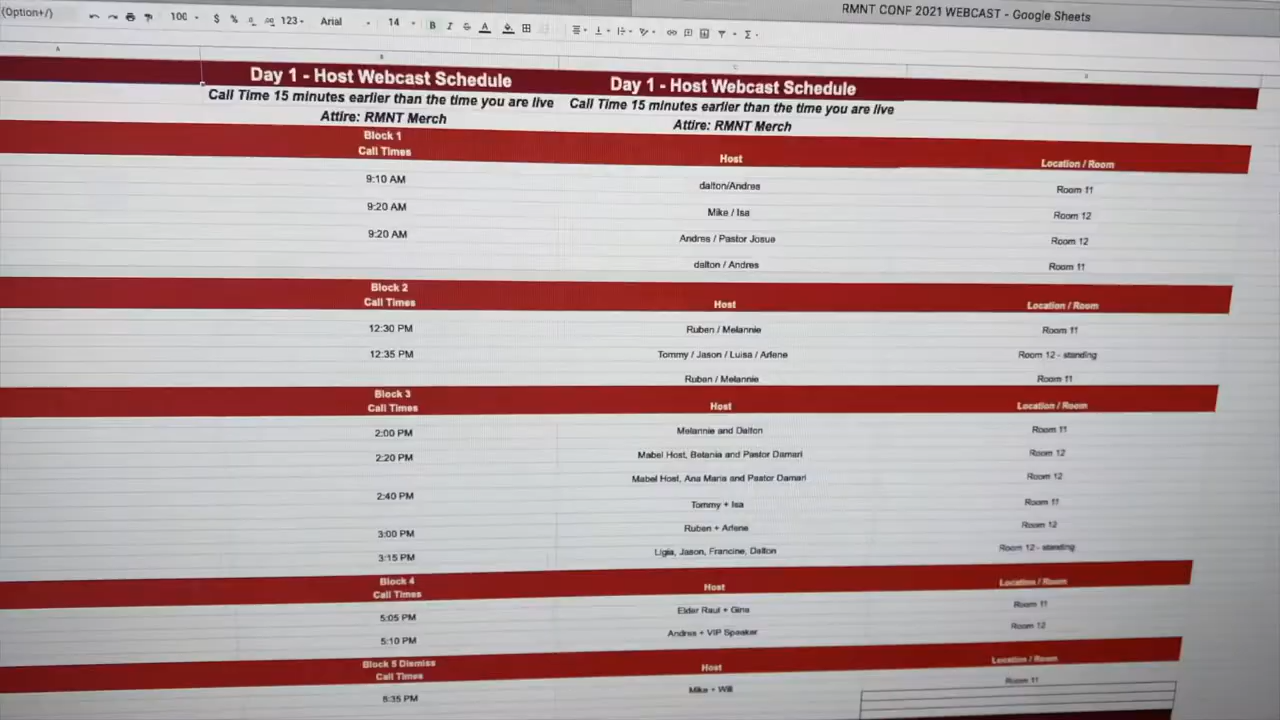 RMNT CONF 2021 WEBCAST - Google Sheets
(Option+/) 100 $ % .0 .00 123 Arial 14 B I S A
A B C
Day 1 - Host Webcast Schedule Day 1 - Host Webcast Schedule
Call Time 15 minutes earlier than the time you are live Call Time 15 minutes earlier than the time you are live
Attire: RMNT Merch Attire: RMNT Merch
Block 1
Call Times Host Location / Room
9:10 AM dalton/Andres Room 11
9:20 AM Mike / Isa Room 12
9:20 AM Andres / Pastor Josue Room 12
dalton / Andres Room 11
Block 2
Call Times Host Location / Room
12:30 PM Ruben / Melannie Room 11
12:35 PM Tommy / Jason / Luisa / Arlene Room 12 - standing
Ruben / Melannie Room 11
Block 3
Call Times Host Location / Room
2:00 PM Melannie and Dalton Room 11
2:20 PM Mabel Host, Betania and Pastor Damari Room 12
Mabel Host, Ana Maria and Pastor Damari Room 12
2:40 PM Tommy + Isa Room 11
3:00 PM Ruben + Arlene Room 12
3:15 PM Ligia, Jason, Francine, Dalton Room 12 - standing
Block 4
Call Times Host Location / Room
5:05 PM Elder Raul + Gina Room 11
5:10 PM Andres + VIP Speaker Room 12
Block 5 Dismiss
Call Times Host Location / Room
6:35 PM Mike + Will Room 11